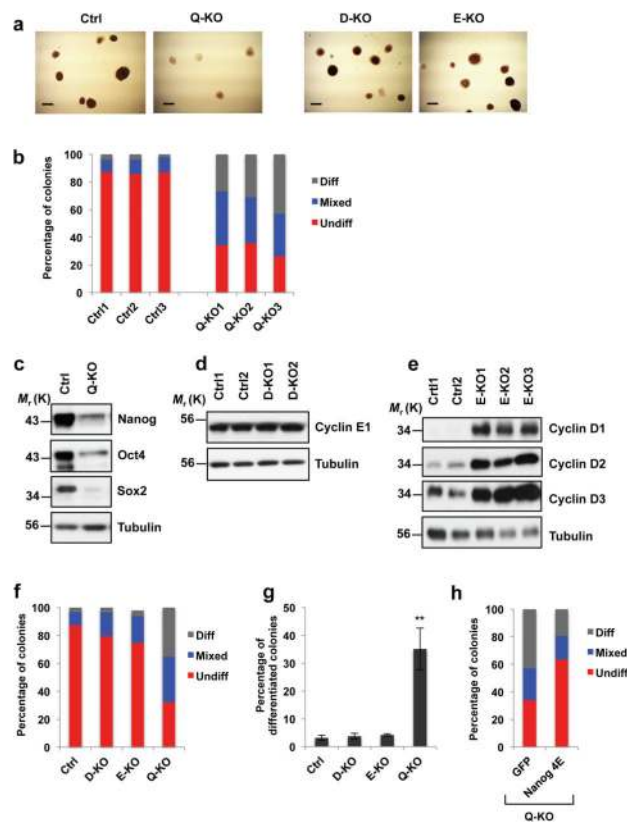 a
Ctrl Q-KO D-KO E-KO
b
Percentage of colonies
100
80
60
40
20
0
Ctrl1 Ctrl2 Ctrl3 Q-KO1 Q-KO2 Q-KO3
Diff
Mixed
Undiff
c
Ctrl Q-KO
Mr (K)
43 Nanog
43 Oct4
34 Sox2
56 Tubulin
d
Ctrl1 Ctrl2 D-KO1 D-KO2
Mr (K)
56 Cyclin E1
56 Tubulin
e
Crtl1 Ctrl2 E-KO1 E-KO2 E-KO3
Mr (K)
34 Cyclin D1
34 Cyclin D2
34 Cyclin D3
56 Tubulin
f
Percentage of colonies
100
80
60
40
20
0
Ctrl D-KO E-KO Q-KO
Diff
Mixed
Undiff
g
Percentage of
differentiated colonies
50
40
30
20
10
0
**
Ctrl D-KO E-KO Q-KO
h
Percentage of colonies
100
80
60
40
20
0
GFP Nanog 4E
Q-KO
Diff
Mixed
Undiff